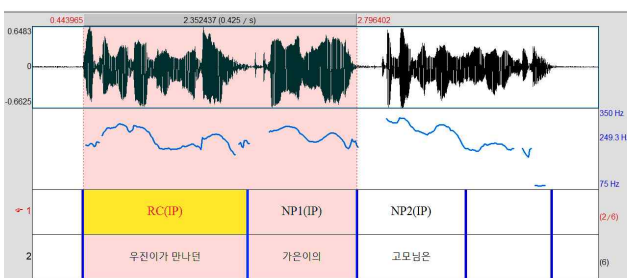 0.443965 2.352437 (0.425 / s) 2.796402
0.6483
0
-0.6625
350 Hz
249.3 H
75 Hz
1 RC(IP) NP1(IP) NP2(IP) (2/6)
2 우진이가 만나던 가은이의 고모님은 (6)